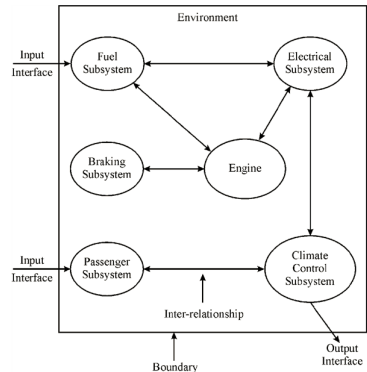 Environment
Input
Interface
Fuel
Subsystem
Electrical
Subsystem
Braking
Subsystem
Engine
Input
Interface
Passenger
Subsystem
Climate
Control
Subsystem
Inter-relationship
Output
Interface
Boundary